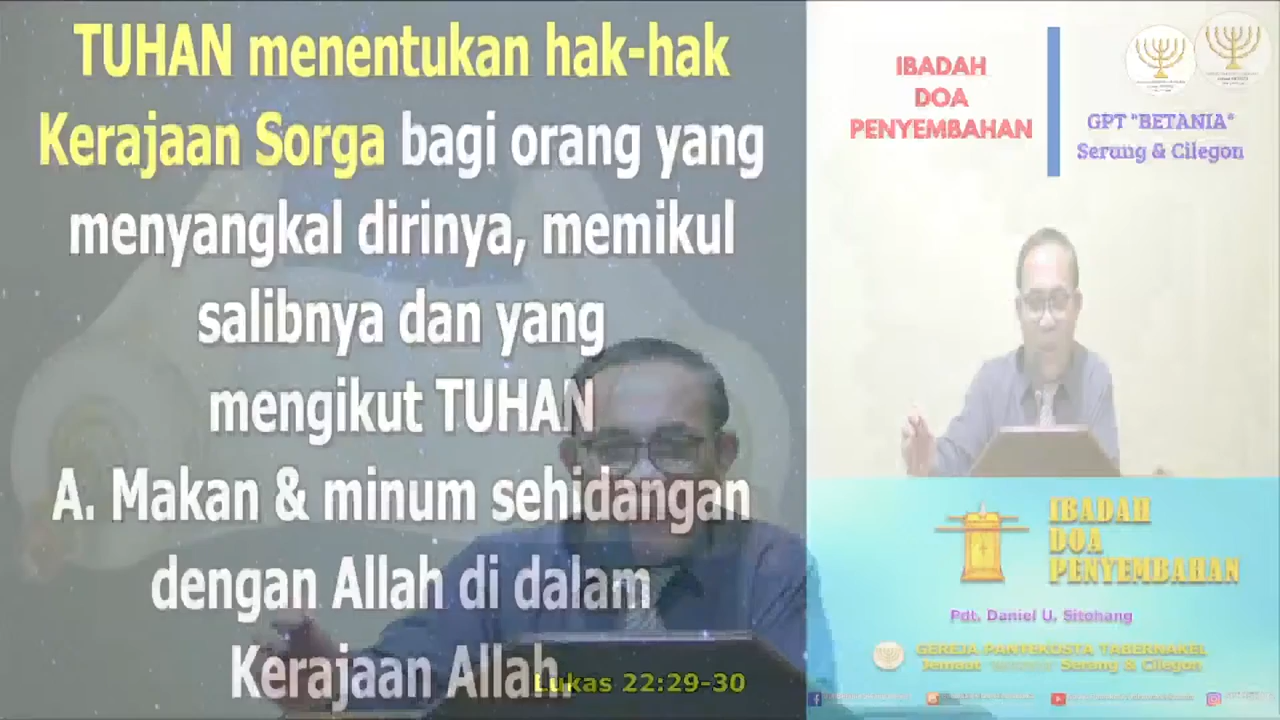 TUHAN menentukan hak-hak
Kerajaan Sorga bagi orang yang
menyangkal dirinya, memikul
salibnya dan yang
mengikut TUHAN
A. Makan & minum sehidangan
dengan Allah di dalam
Kerajaan Allah.
Lukas 22:29-30
IBADAH
DOA
PENYEMBAHAN
GPT "BETANIA"
Serang & Cilegon
IBADAH
DOA
PENYEMBAHAN
Pdt. Daniel U. Sitohang
GEREJA PANTEKOSTA TABERNAKEL
Jemaat "BETANIA" Serang & Cilegon